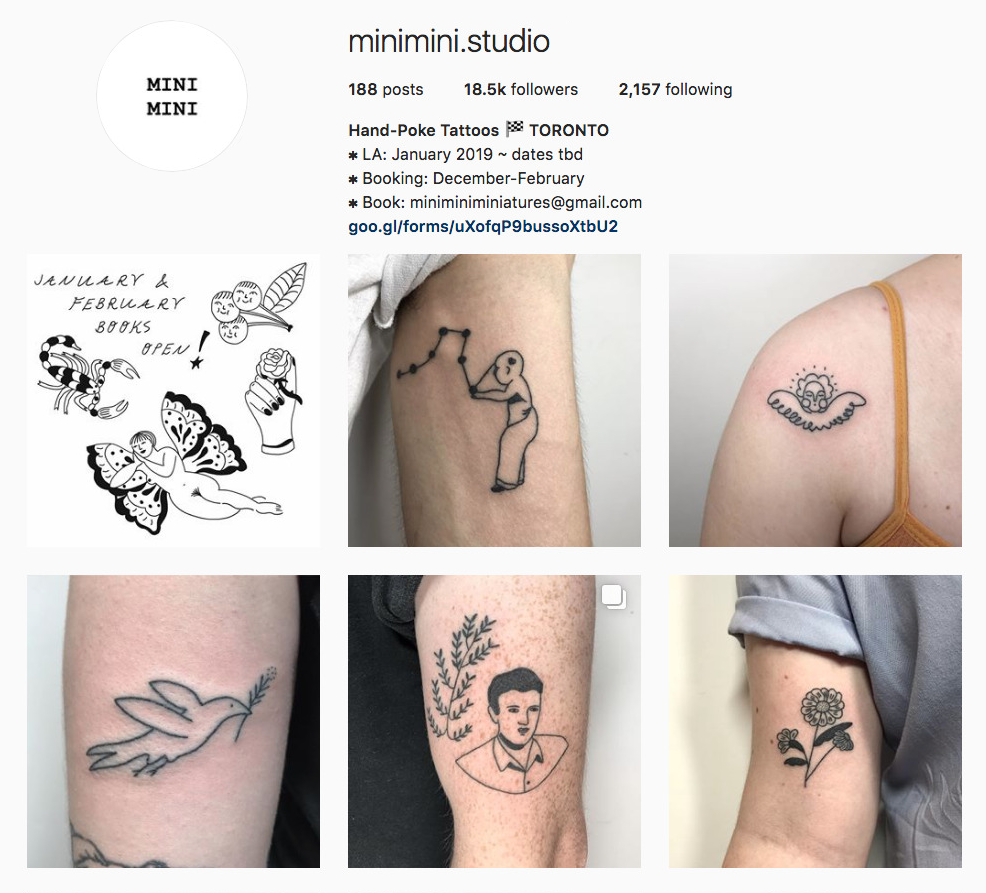 MINI
MINI
minimini.studio
188 posts 18.5k followers 2,157 following
Hand-Poke Tattoos 🏁 TORONTO
✱ LA: January 2019 ~ dates tbd
✱ Booking: December-February
✱ Book: miniminiminiatures@gmail.com
goo.gl/forms/uXofqP9bussoXtbU2
JANUARY &
FEBRUARY
BOOKS
OPEN!